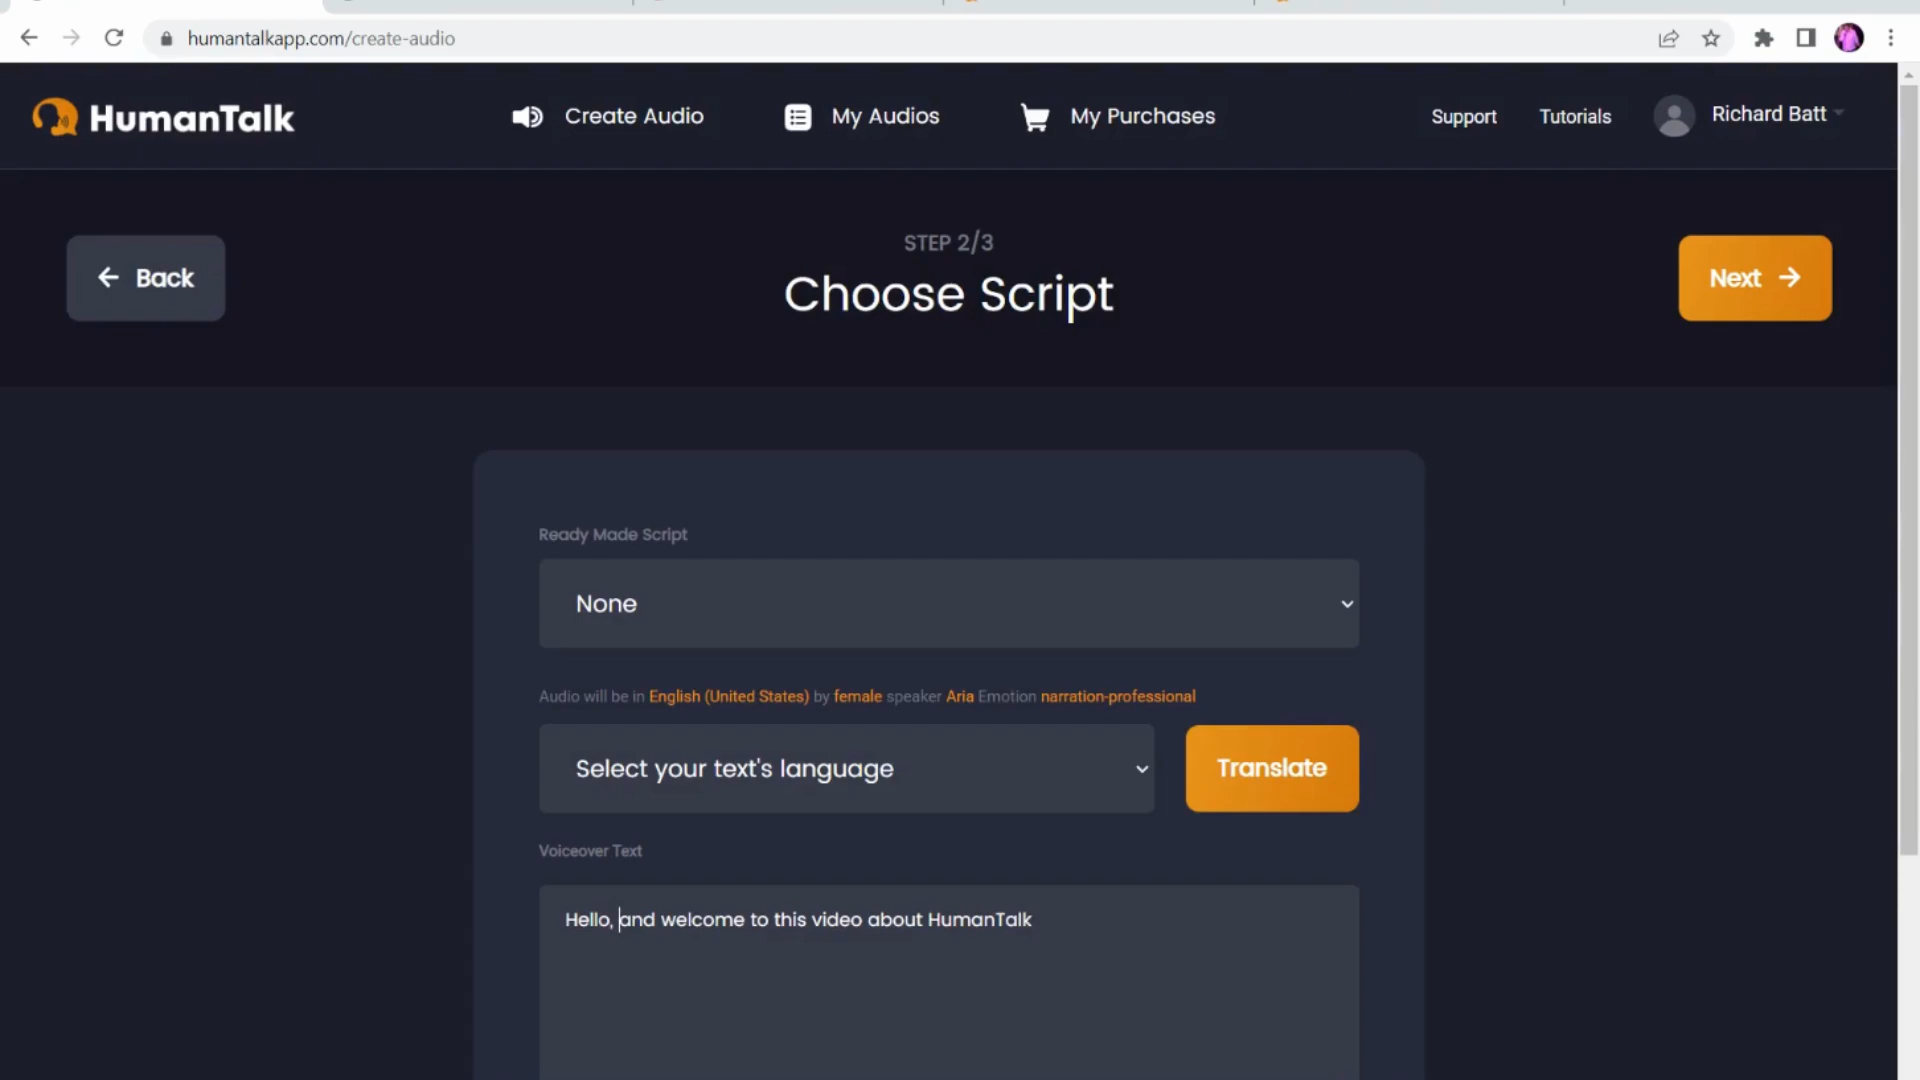 humantalkapp.com/create-audio
HumanTalk
Create Audio
My Audios
My Purchases
Support
Tutorials
Richard Batt
Back
STEP 2/3
Choose Script
Next
Ready Made Script
None
Audio will be in English (United States) by female speaker Aria Emotion narration-professional
Select your text's language
Translate
Voiceover Text
Hello, and welcome to this video about HumanTalk